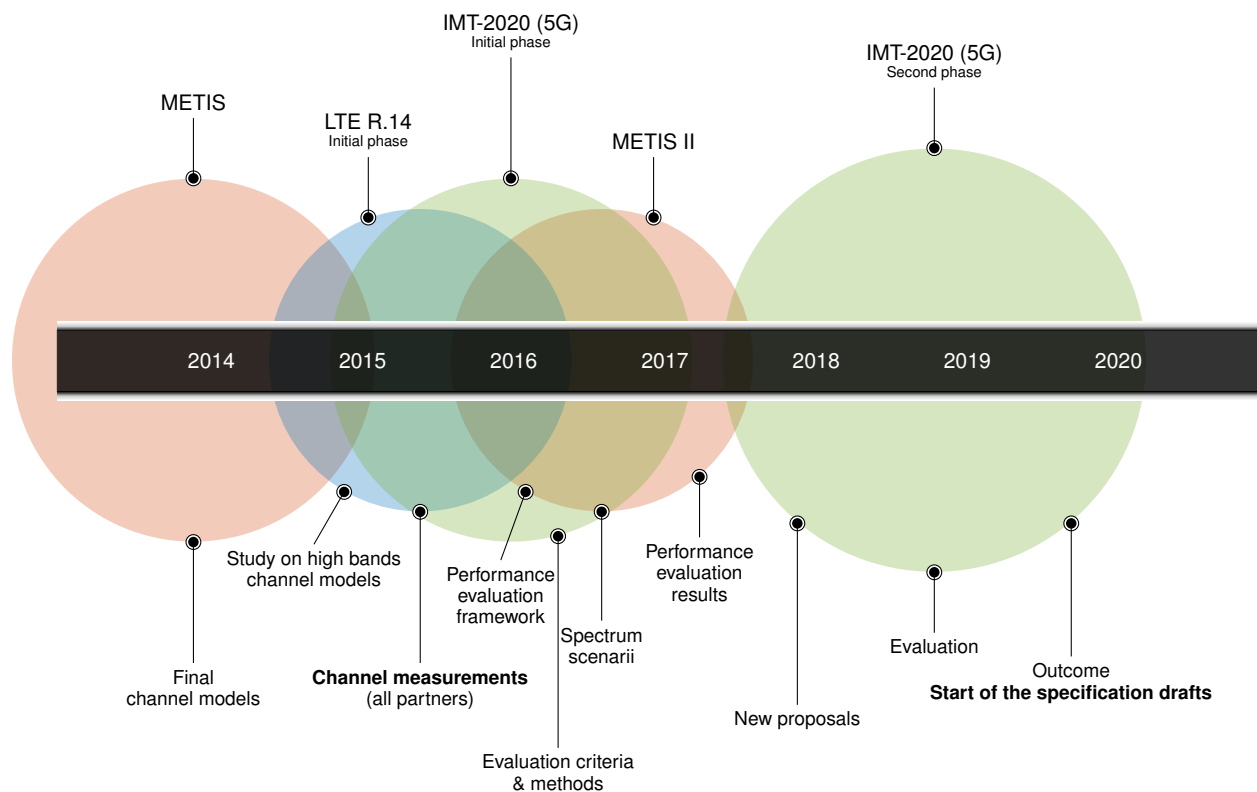 IMT-2020 (5G)
Initial phase
IMT-2020 (5G)
Second phase
METIS
LTE R.14
Initial phase
METIS II
2014
2015
2016
2017
2018
2019
2020
Study on high bands
channel models
Performance
evaluation
framework
Performance
evaluation
results
Spectrum
scenarii
Evaluation
Final
channel models
Channel measurements
(all partners)
Outcome
Start of the specification drafts
New proposals
Evaluation criteria
& methods